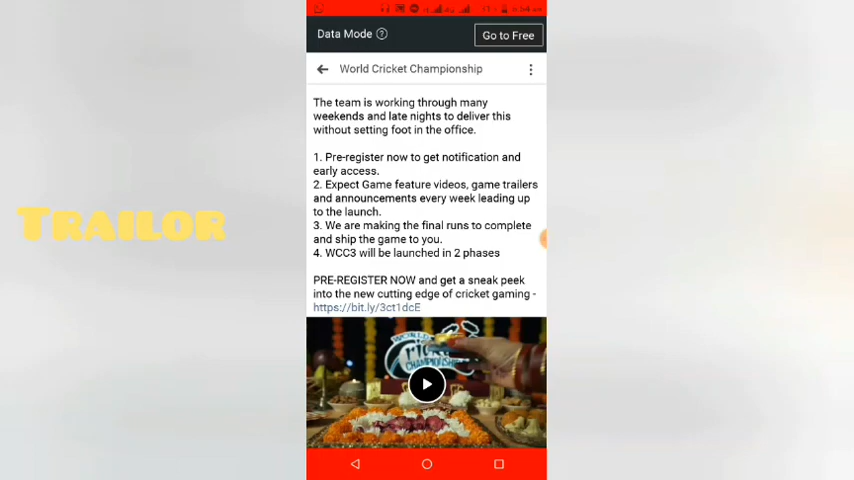 Data Mode ?
Go to Free
World Cricket Championship
The team is working through many
weekends and late nights to deliver this
without setting foot in the office.
1. Pre-register now to get notification and
early access.
2. Expect Game feature videos, game trailers
and announcements every week leading up
to the launch.
3. We are making the final runs to complete
and ship the game to you.
4. WCC3 will be launched in 2 phases
PRE-REGISTER NOW and get a sneak peek
into the new cutting edge of cricket gaming -
https://bit.ly/3ct1dcE
TRAILOR